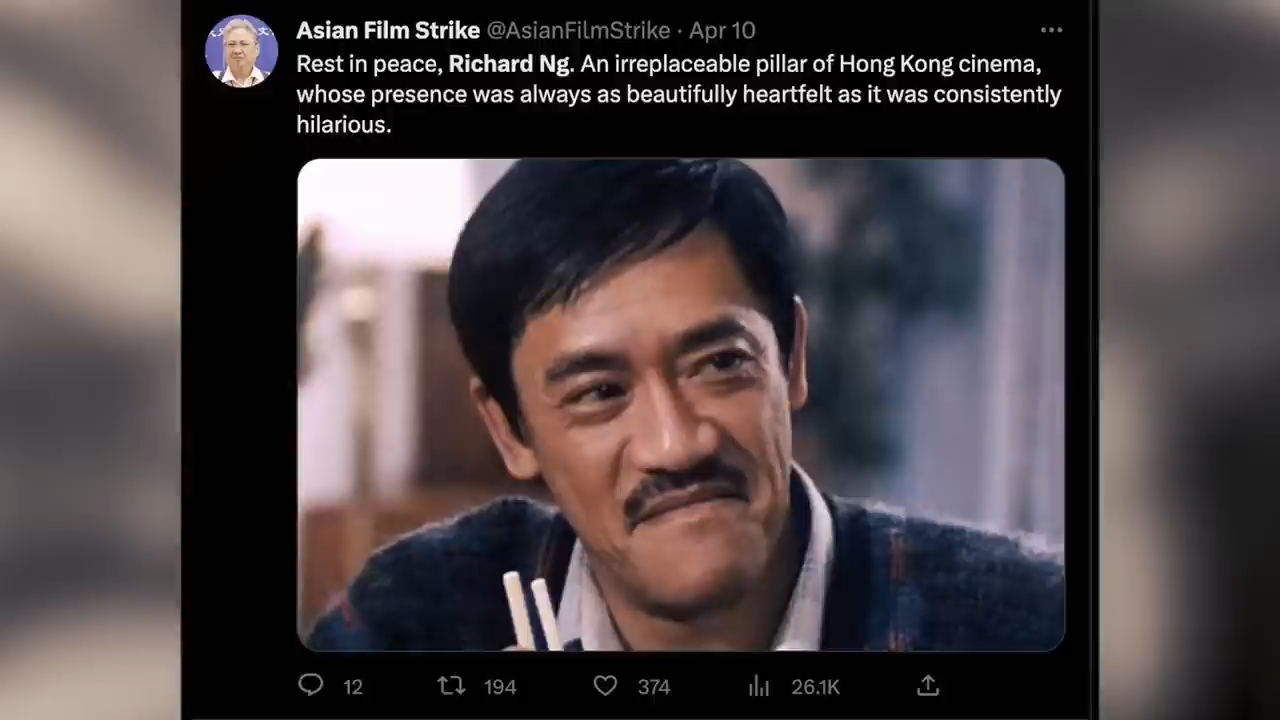 Asian Film Strike @AsianFilmStrike · Apr 10
Rest in peace, Richard Ng. An irreplaceable pillar of Hong Kong cinema,
whose presence was always as beautifully heartfelt as it was consistently
hilarious.
12 194 374 26.1K